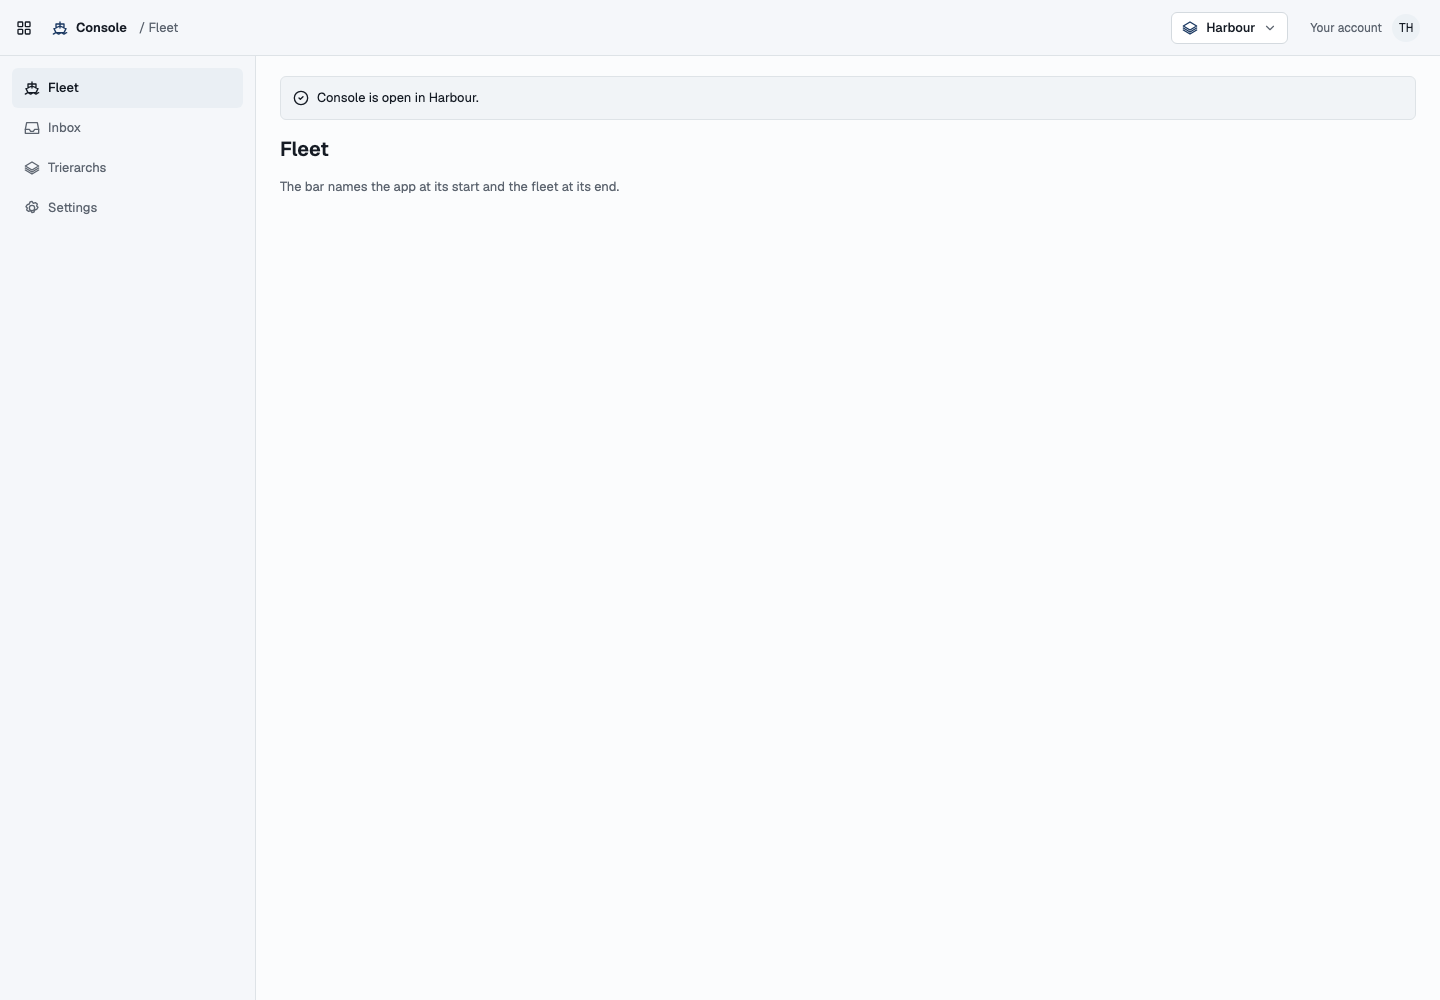 Console / Fleet
Harbour
Your account TH
Fleet
Inbox
Trierarchs
Settings
Console is open in Harbour.
Fleet
The bar names the app at its start and the fleet at its end.